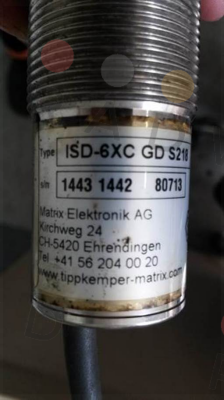 Type ISD-6XC GD S218
s/n 1443 1442 80713
Matrix Elektronik AG
Kirchweg 24
CH-5420 Ehrendingen
Tel +41 56 204 00 20
www.tippkemper-matrix.com